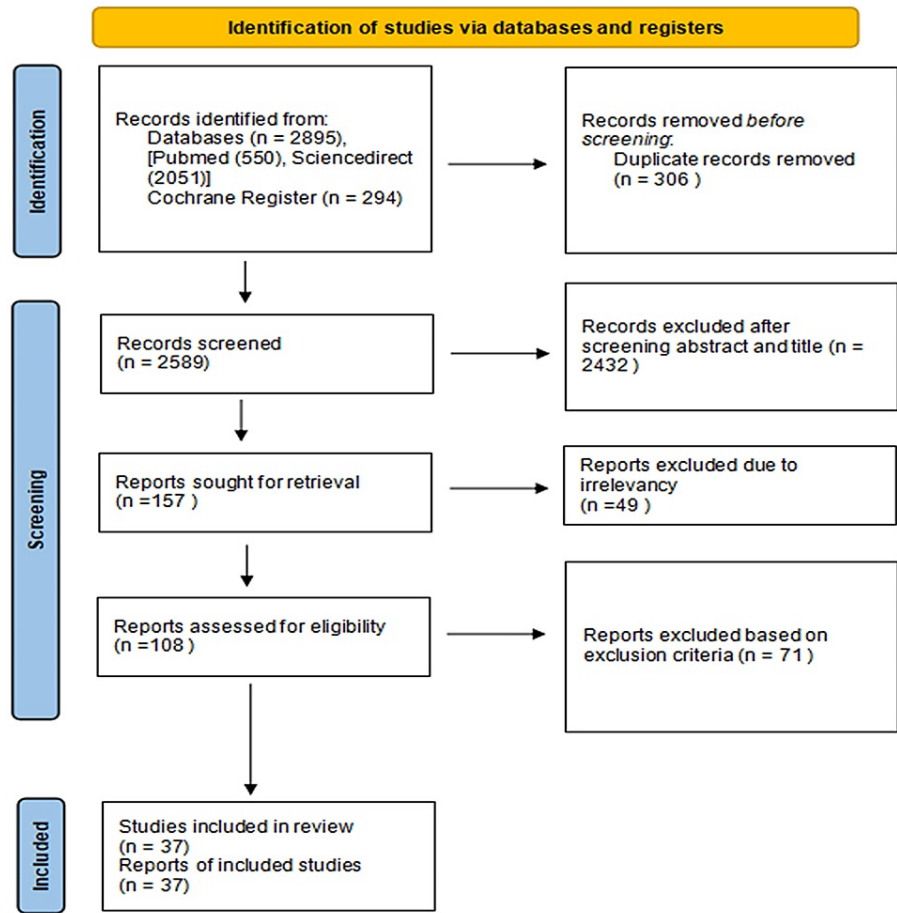 Identification of studies via databases and registers
Identification
Records identified from:
Databases (n = 2895),
[Pubmed (550), Sciencedirect
(2051)]
Cochrane Register (n = 294)
Records removed before
screening:
Duplicate records removed
(n = 306 )
Screening
Records screened
(n = 2589)
Records excluded after
screening abstract and title (n =
2432)
Reports sought for retrieval
(n =157 )
Reports excluded due to
irrelevancy
(n =49 )
Reports assessed for eligibility
(n =108 )
Reports excluded based on
exclusion criteria (n = 71 )
Included
Studies included in review
(n = 37)
Reports of included studies
(n = 37)